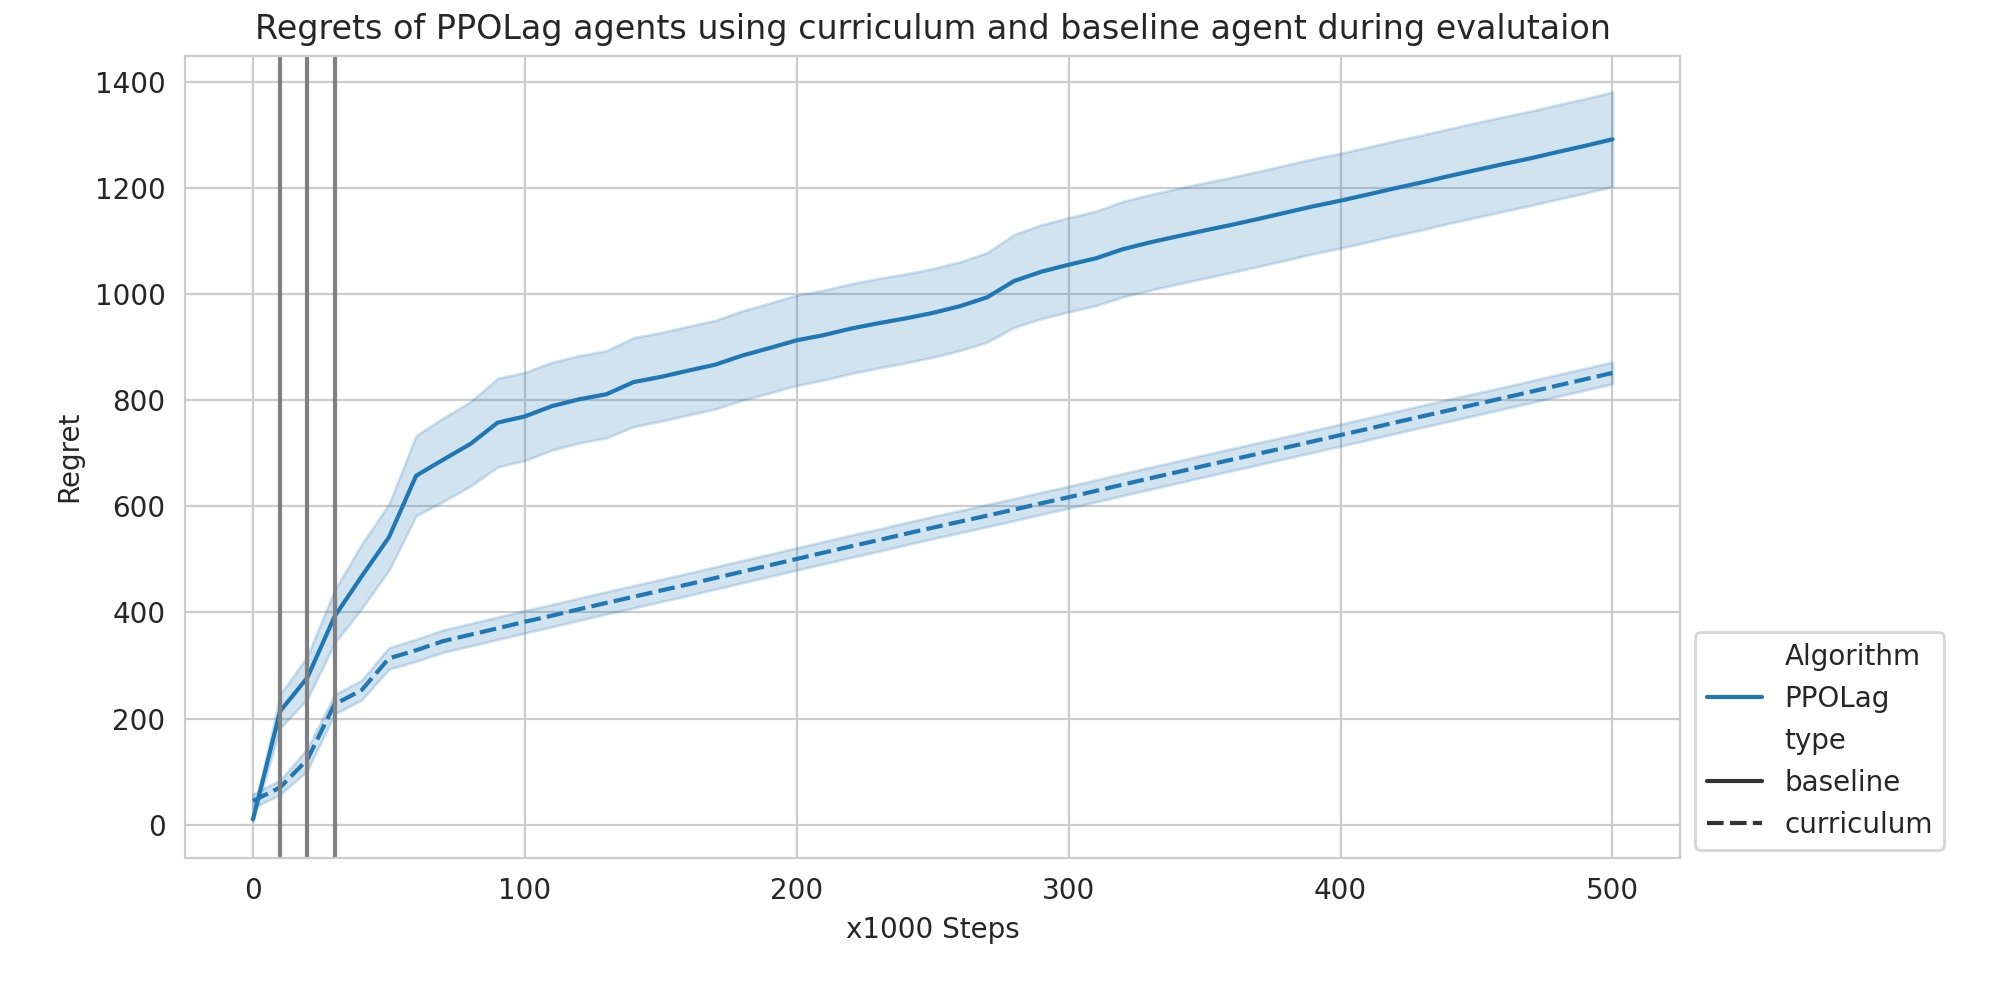 Regrets of PPOLag agents using curriculum and baseline agent during evalutaion
1400
1200
1000
800
600
400
200
0
Regret
0 100 200 300 400 500
x1000 Steps
Algorithm
PPOLag
type
baseline
curriculum